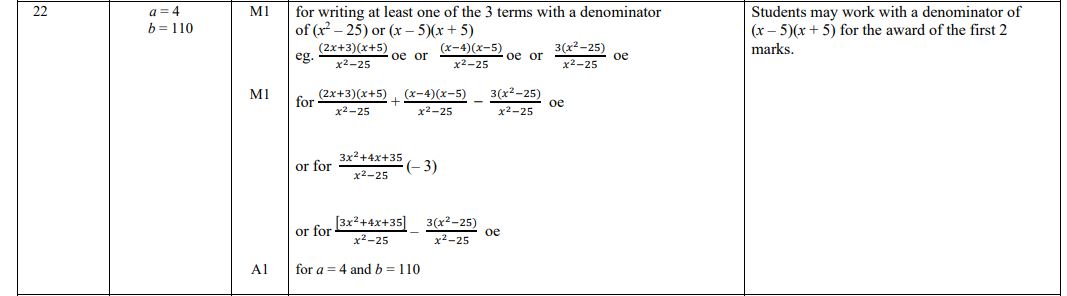 22
a = 4
b = 110
M1
for writing at least one of the 3 terms with a denominator
of (x² – 25) or (x – 5)(x + 5)
eg. (2x+3)(x+5)/x²−25 oe or (x−4)(x−5)/x²−25 oe or 3(x²−25)/x²−25 oe
Students may work with a denominator of
(x – 5)(x + 5) for the award of the first 2
marks.
M1
for (2x+3)(x+5)/x²−25 + (x−4)(x−5)/x²−25 − 3(x²−25)/x²−25 oe
or for 3x²+4x+35/x²−25 (– 3)
or for [3x²+4x+35]/x²−25 − 3(x²−25)/x²−25 oe
A1
for a = 4 and b = 110